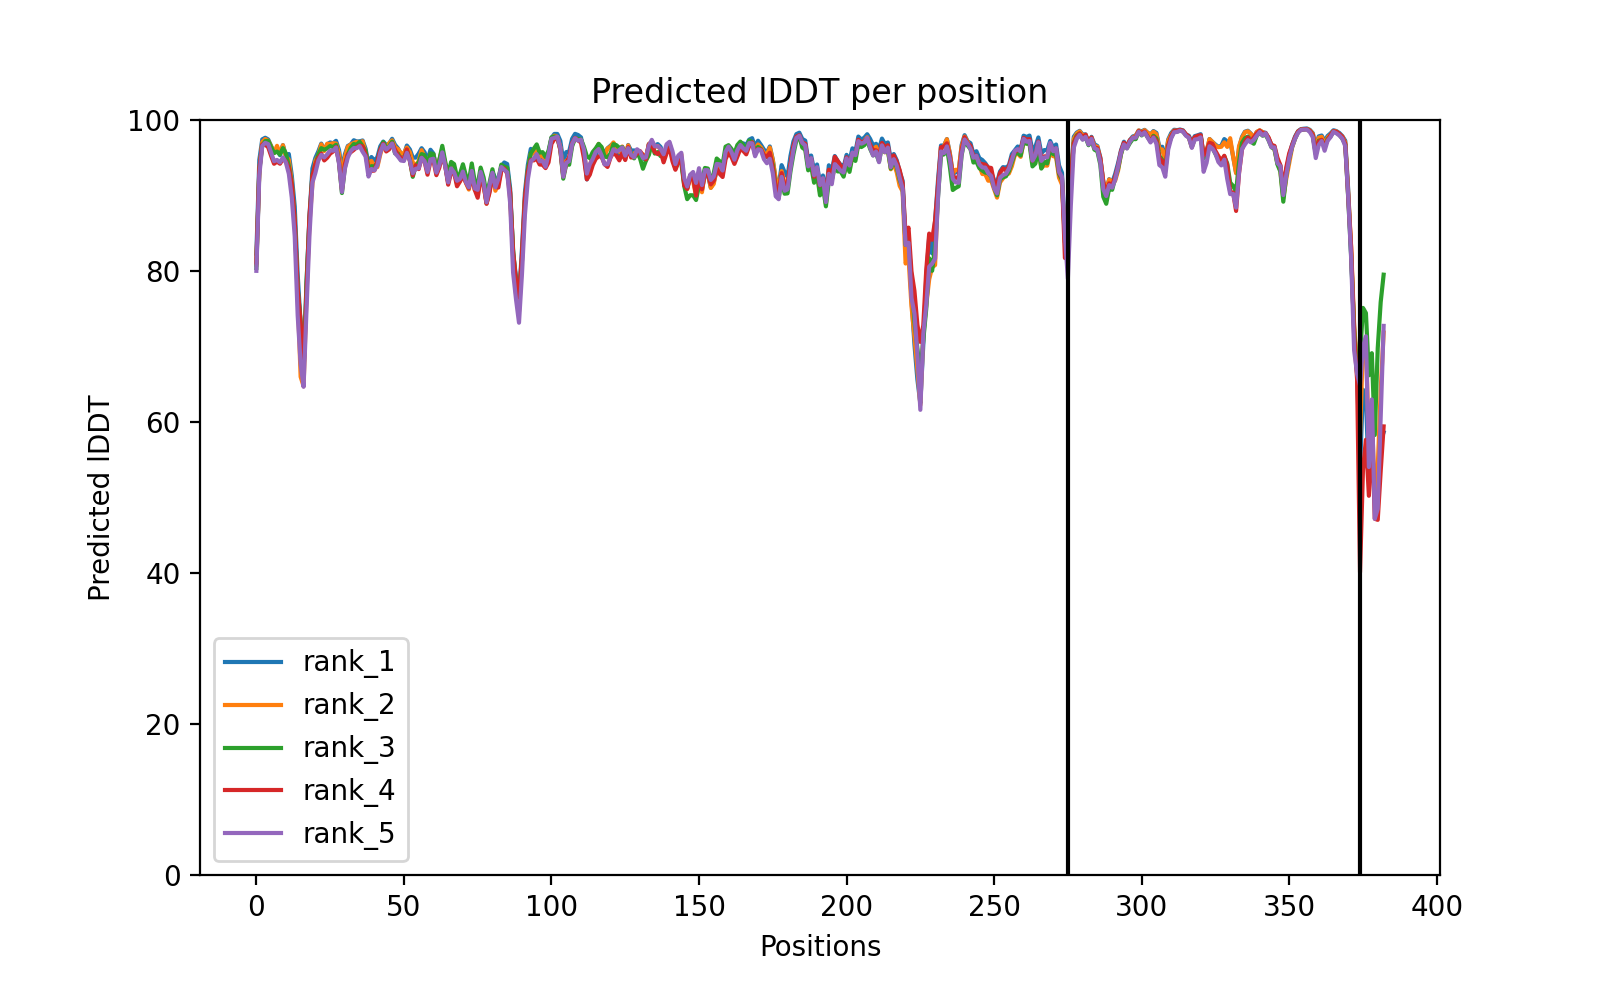 Predicted lDDT per position
100
80
60
40
20
0
Predicted lDDT
rank_1
rank_2
rank_3
rank_4
rank_5
0 50 100 150 200 250 300 350 400
Positions